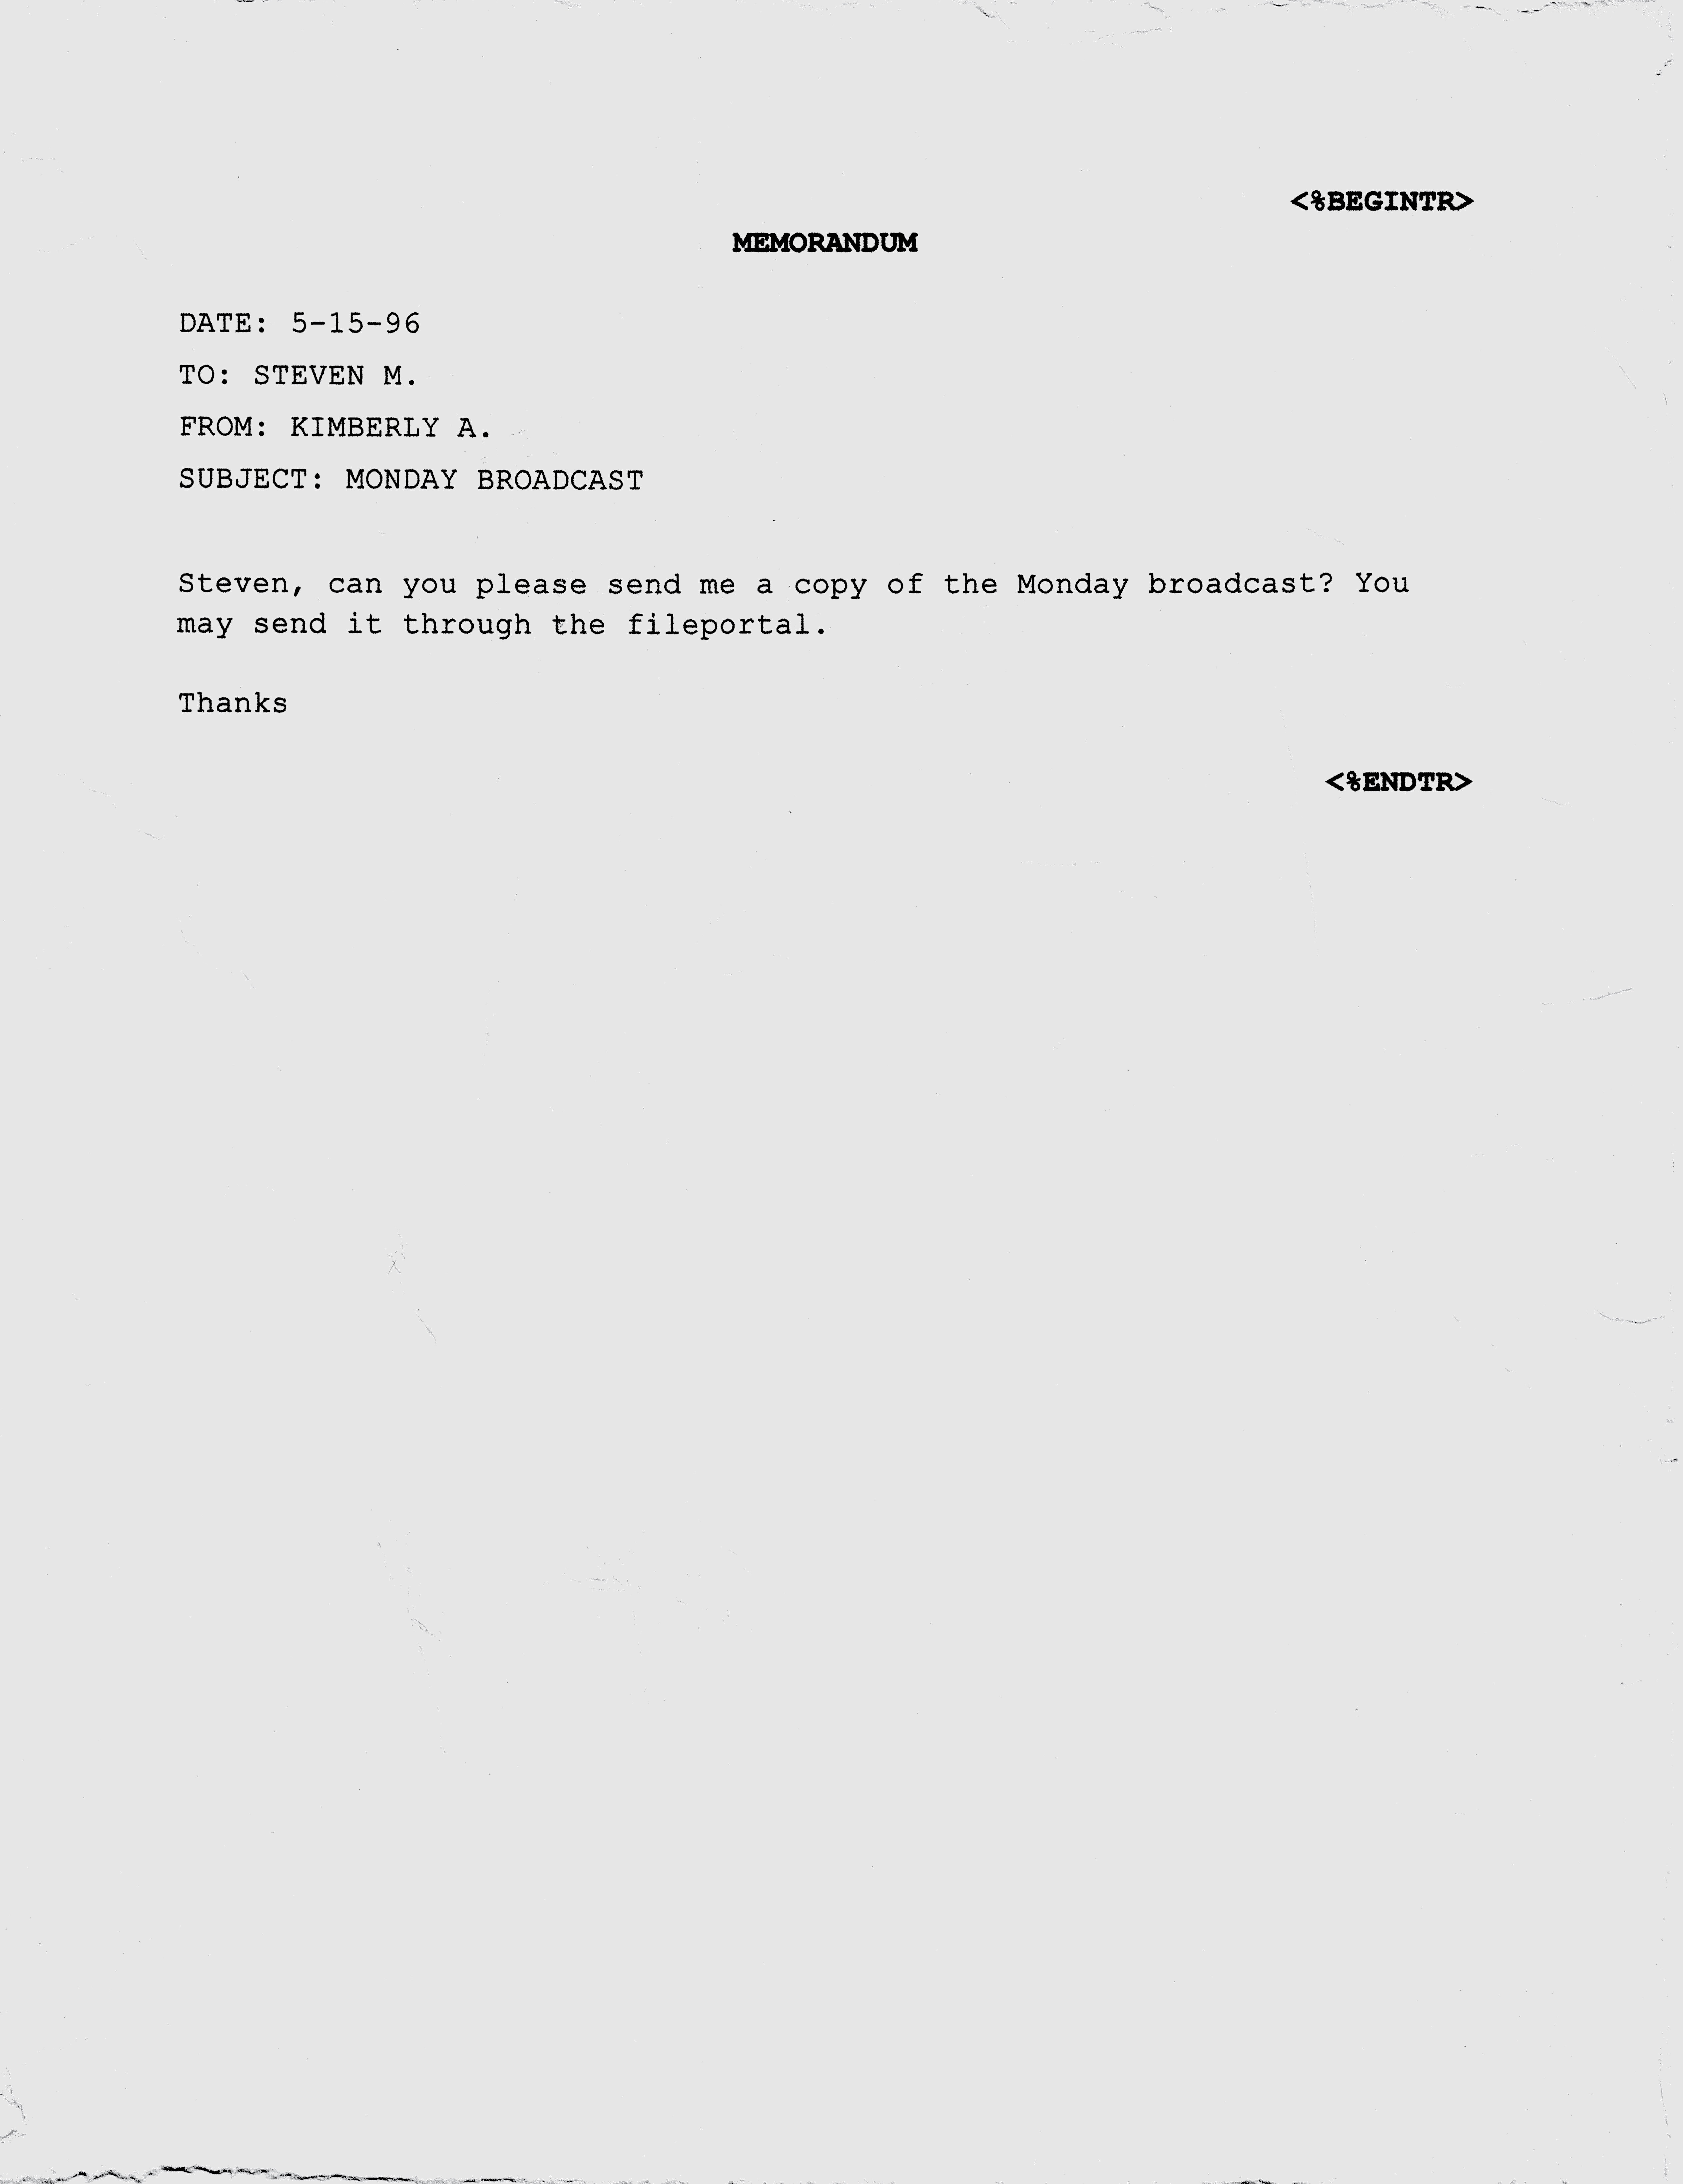 <%BEGINTR>
MEMORANDUM
DATE: 5-15-96
TO: STEVEN M.
FROM: KIMBERLY A.
SUBJECT: MONDAY BROADCAST
Steven, can you please send me a copy of the Monday broadcast? You
may send it through the fileportal.
Thanks
<%ENDTR>